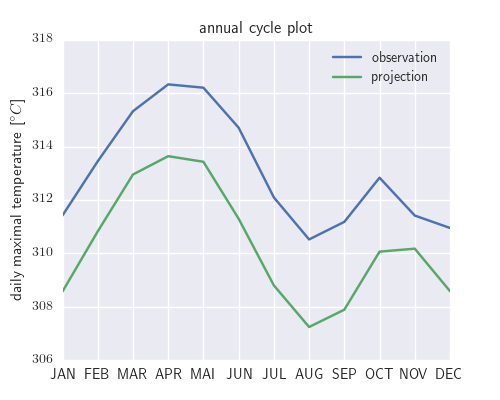 annual cycle plot
318
316
314
312
310
308
306
daily maximal temperature [°C]
observation
projection
JAN FEB MAR APR MAI JUN JUL AUG SEP OCT NOV DEC